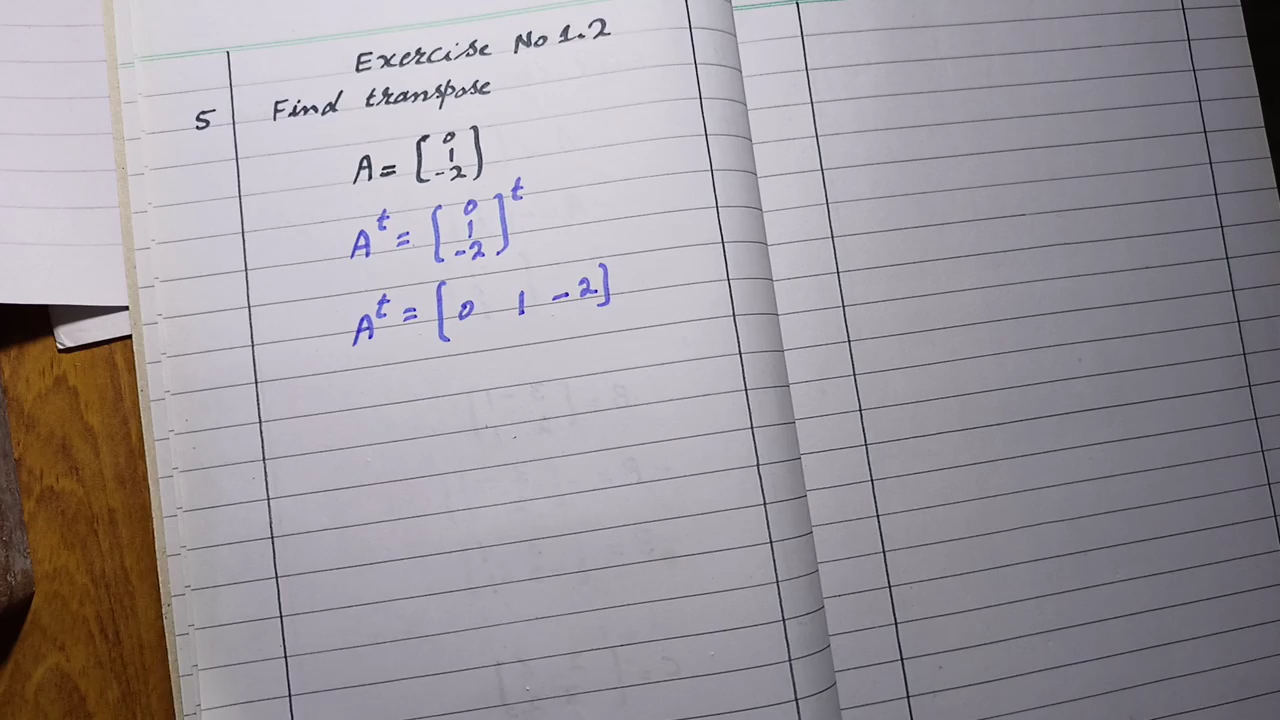 Exercise No 1.2
5 Find transpose
A = [0 1 -2]
A^t = [0 1 -2]^t
A^t = [0 1 -2]